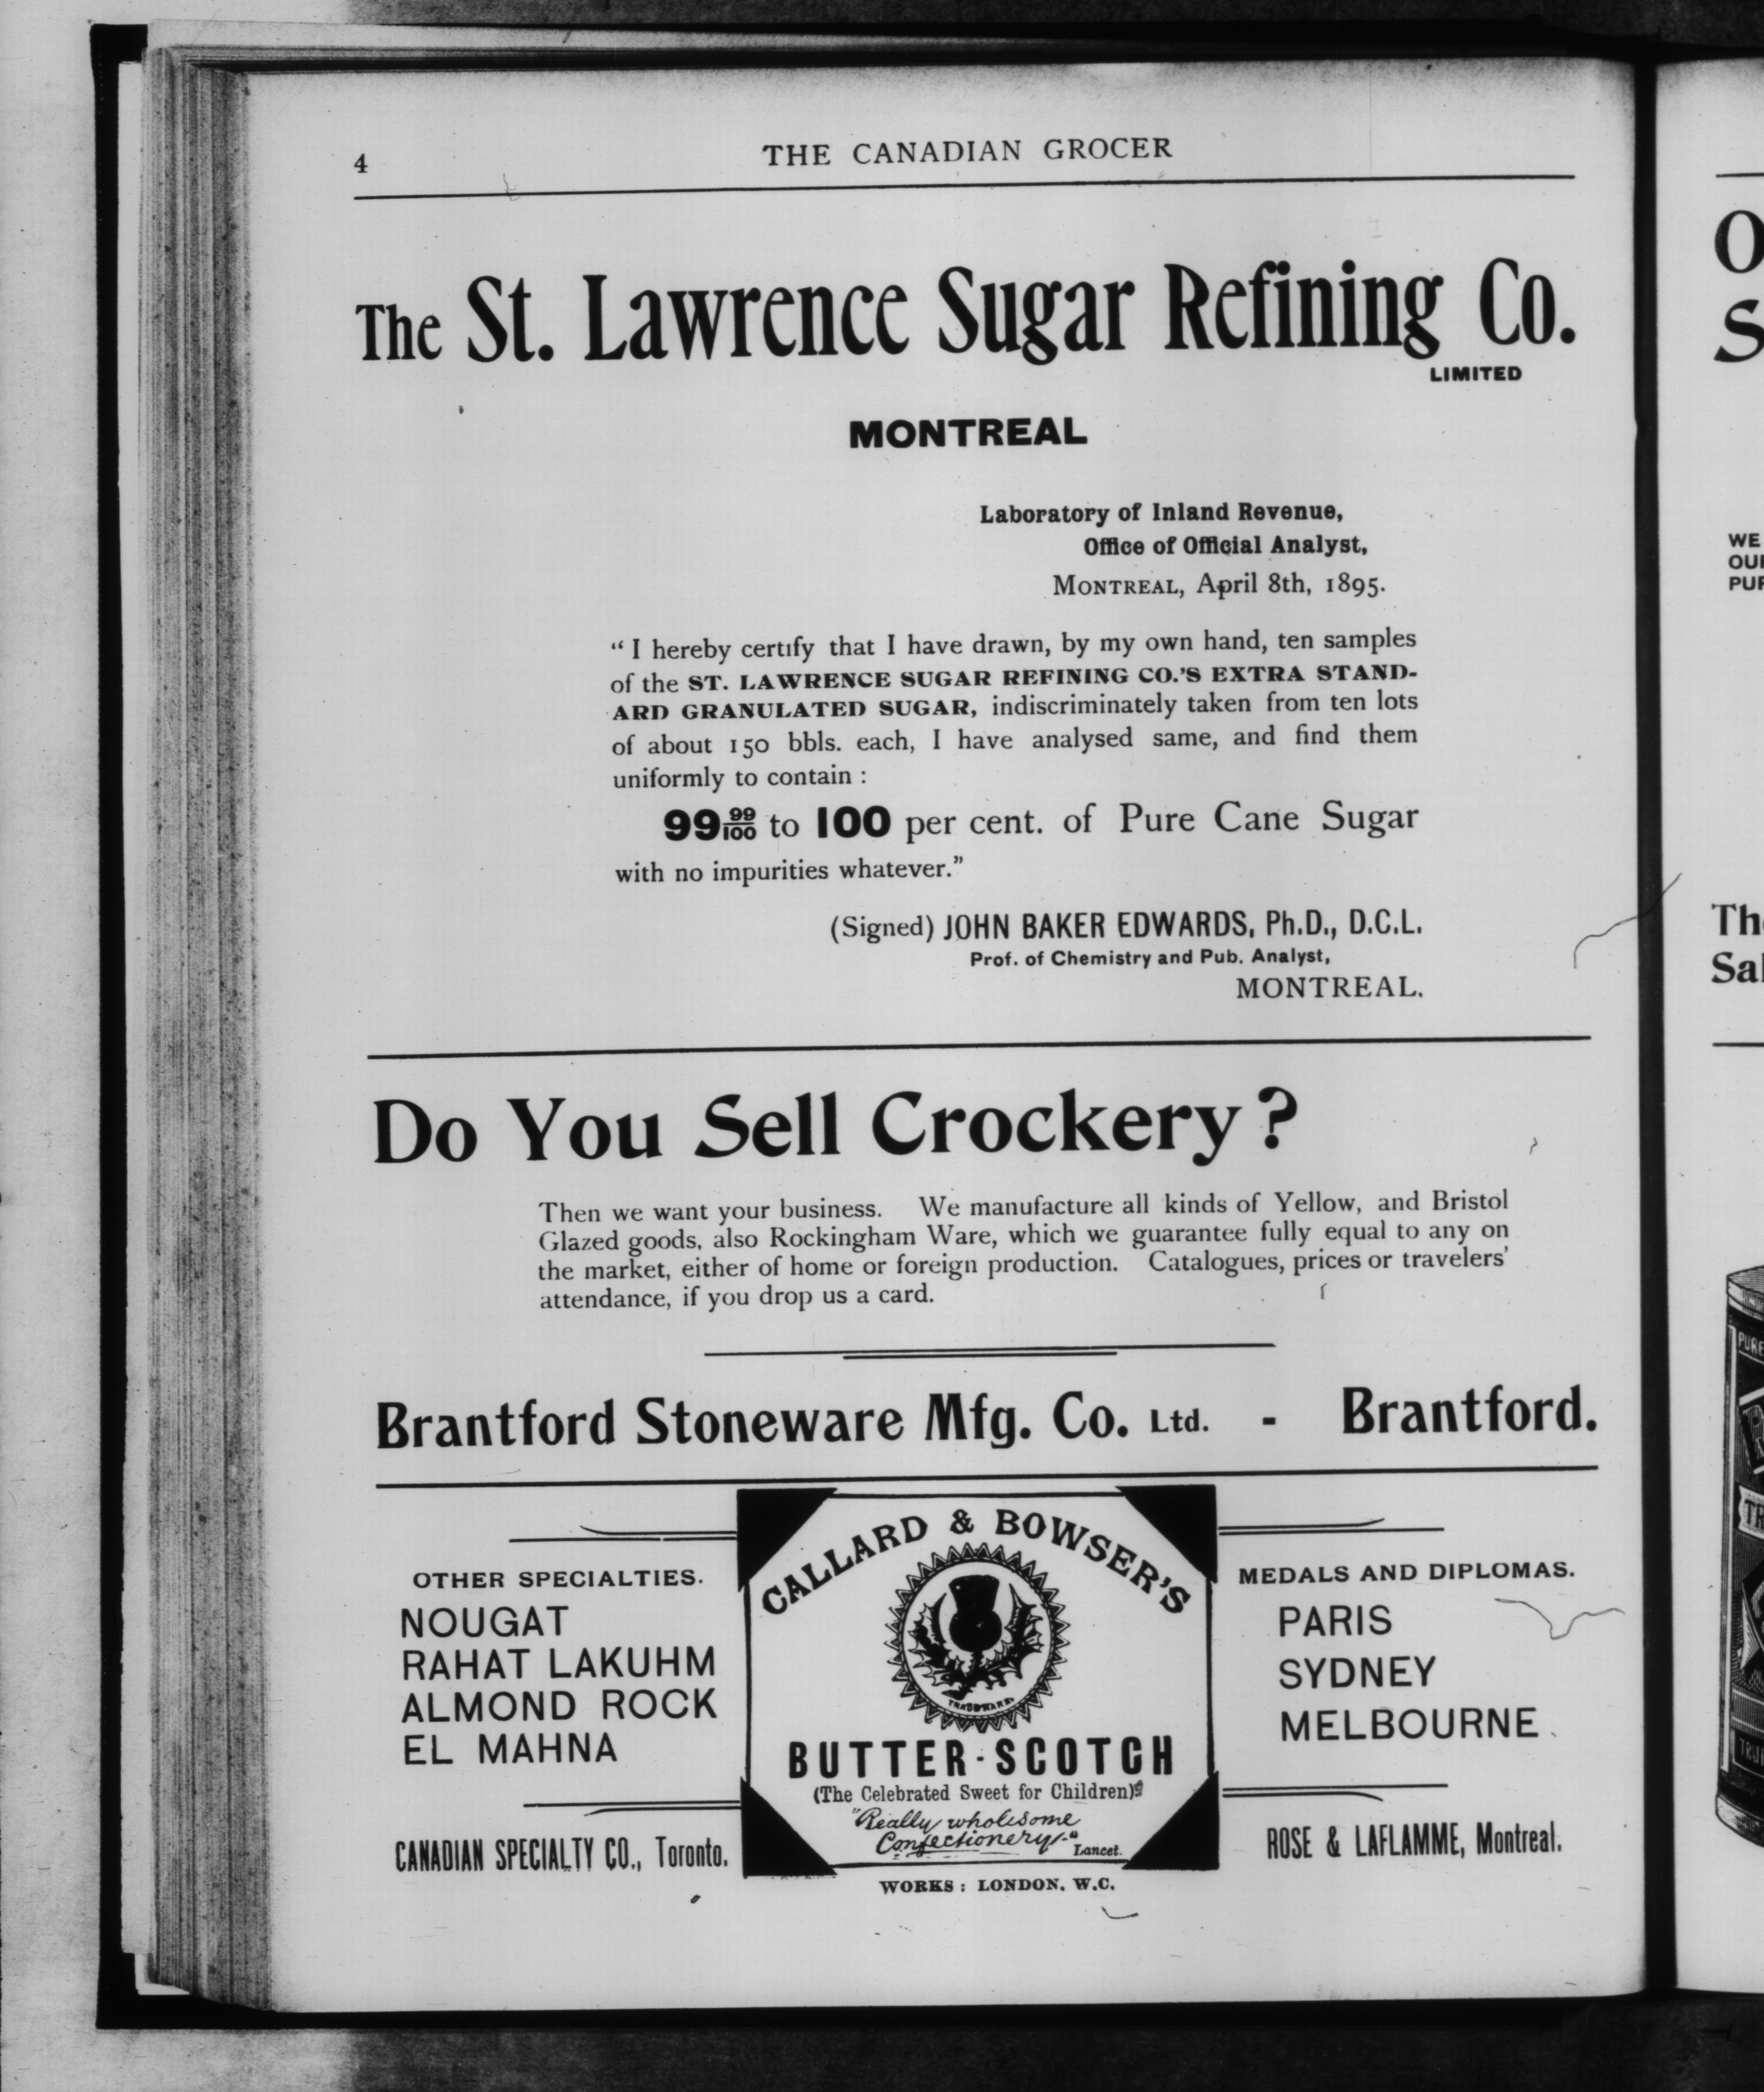 4
THE CANADIAN GROCER
The St. Lawrence Sugar Refining Co.
LIMITED
MONTREAL
Laboratory of Inland Revenue,
Office of Official Analyst,
MONTREAL, April 8th, 1895.
“ I hereby certify that I have drawn, by my own hand, ten samples
of the ST. LAWRENCE SUGAR REFINING CO.'S EXTRA STAND-
ARD GRANULATED SUGAR, indiscriminately taken from ten lots
of about 150 bbls. each, I have analysed same, and find them
uniformly to contain :
99 99/100 to 100 per cent. of Pure Cane Sugar
with no impurities whatever.”
(Signed) JOHN BAKER EDWARDS, Ph.D., D.C.L.
Prof. of Chemistry and Pub. Analyst,
MONTREAL.
Do You Sell Crockery?
Then we want your business. We manufacture all kinds of Yellow, and Bristol
Glazed goods, also Rockingham Ware, which we guarantee fully equal to any on
the market, either of home or foreign production. Catalogues, prices or travelers'
attendance, if you drop us a card.
Brantford Stoneware Mfg. Co. Ltd. - Brantford.
OTHER SPECIALTIES.
NOUGAT
RAHAT LAKUHM
ALMOND ROCK
EL MAHNA
CANADIAN SPECIALTY CO., Toronto.
CALLARD & BOWSER'S
TRADE MARK.
BUTTER-SCOTCH
(The Celebrated Sweet for Children)
"Really wholesome
Confectionery."
Lancet.
WORKS : LONDON, W.C.
MEDALS AND DIPLOMAS.
PARIS
SYDNEY
MELBOURNE
ROSE & LAFLAMME, Montreal.
WE
PURE